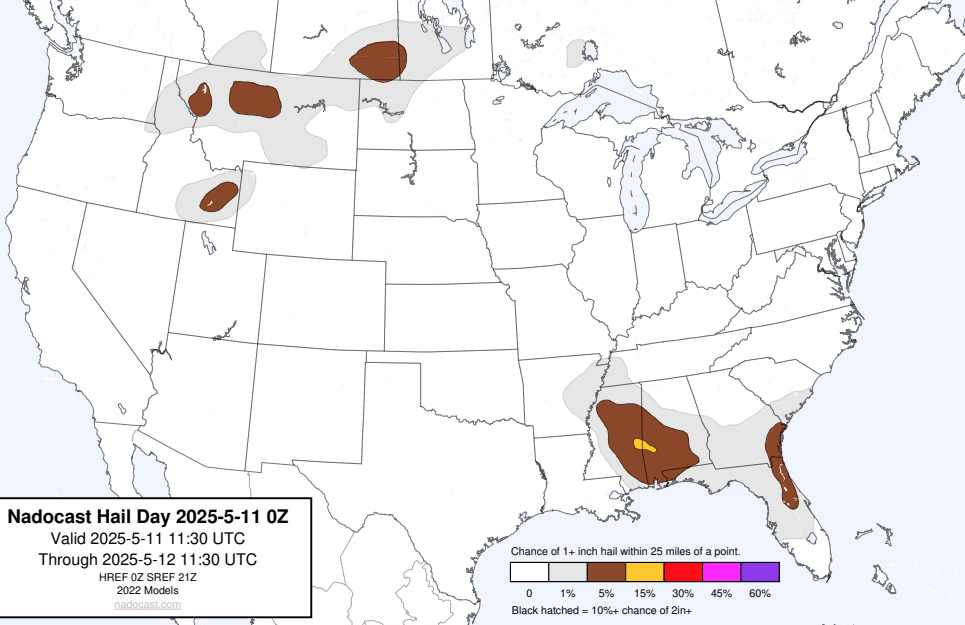 Nadocast Hail Day 2025-5-11 0Z
Valid 2025-5-11 11:30 UTC
Through 2025-5-12 11:30 UTC
HREF 0Z SREF 21Z
2022 Models
nadocast.com
Chance of 1+ inch hail within 25 miles of a point.
0 1% 5% 15% 30% 45% 60%
Black hatched = 10%+ chance of 2in+